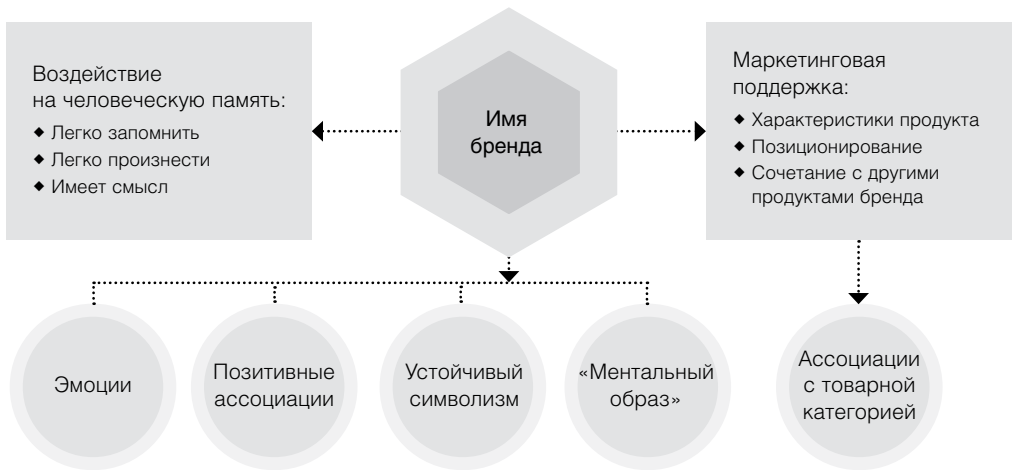 Воздействие
на человеческую память:
◆ Легко запомнить
◆ Легко произнести
◆ Имеет смысл
Имя
бренда
Маркетинговая
поддержка:
◆ Характеристики продукта
◆ Позиционирование
◆ Сочетание с другими
продуктами бренда
Эмоции
Позитивные
ассоциации
Устойчивый
символизм
«Ментальный
образ»
Ассоциации
с товарной
категорией